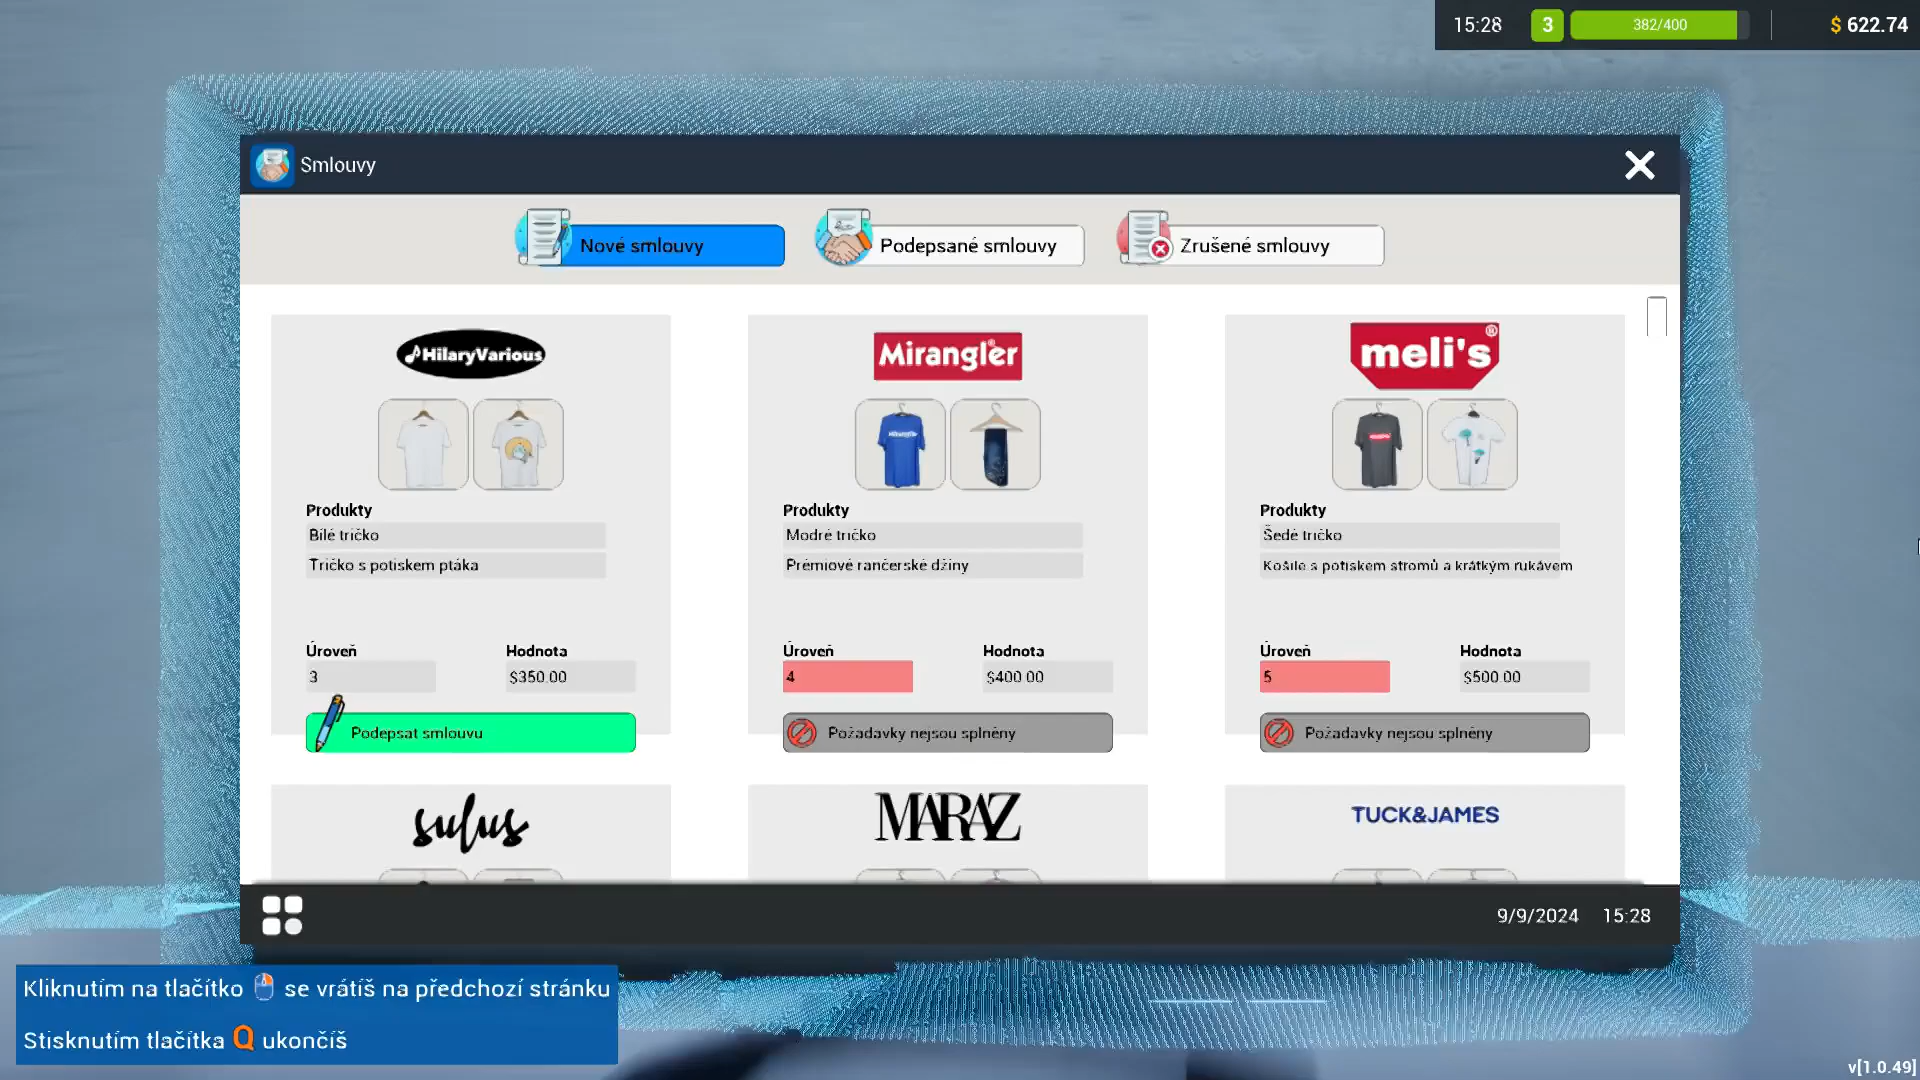 15:28 3 382/400 $ 622.74
Smlouvy
Nové smlouvy Podepsané smlouvy Zrušené smlouvy
HilaryVarious Mirangler meli's®
Produkty Produkty Produkty
Bílé tričko Modré tričko Šedé tričko
Tričko s potiskem ptáka Prémiové rančerské džíny Košile s potiskem stromů a krátkým rukávem
Úroveň Hodnota Úroveň Hodnota Úroveň Hodnota
3 $350.00 4 $400.00 5 $500.00
Podepsat smlouvu Požadavky nejsou splněny Požadavky nejsou splněny
sulus MARAZ TUCK&JAMES
9/9/2024 15:28
Kliknutím na tlačítko se vrátíš na předchozí stránku
Stisknutím tlačítka Q ukončíš
v[1.0.49]